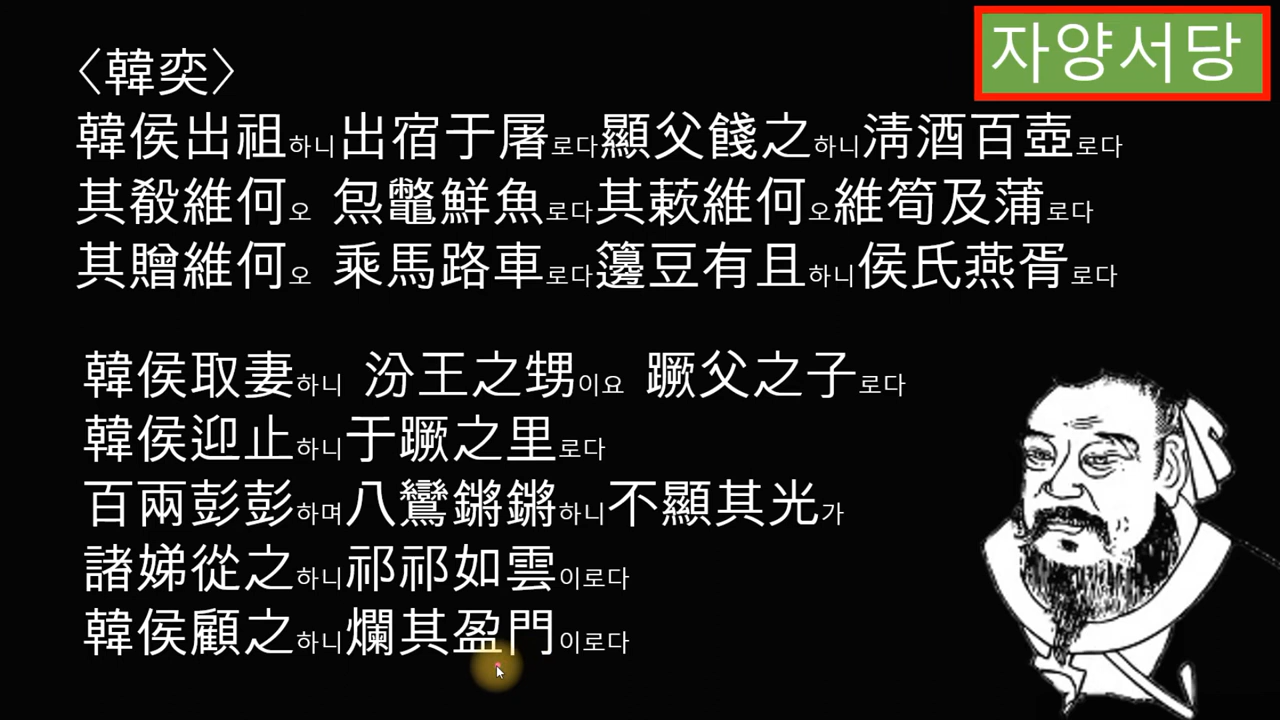 자양서당
〈韓奕〉
韓侯出祖하니 出宿于屠로다 顯父餞之하니 淸酒百壺로다
其殽維何오 炰鼈鮮魚로다 其蔌維何오 維筍及蒲로다
其贈維何오 乘馬路車로다 籩豆有且하니 侯氏燕胥로다
韓侯取妻하니 汾王之甥이요 蹶父之子로다
韓侯迎止하니 于蹶之里로다
百兩彭彭하며 八鸞鏘鏘하니 不顯其光가
諸娣從之하니 祁祁如雲이로다
韓侯顧之하니 爛其盈門이로다